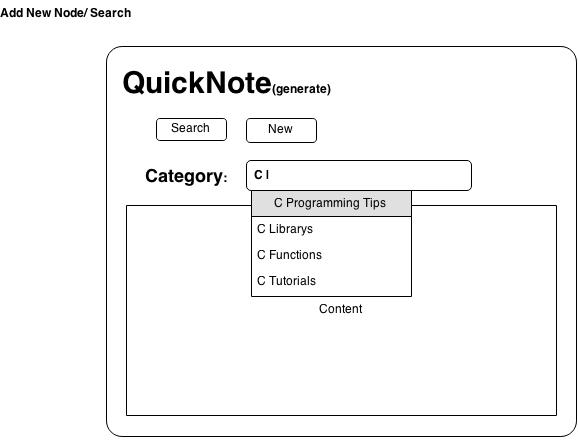 Add New Node/ Search
QuickNote(generate)
Search New
Category: C I
C Programming Tips
C Librarys
C Functions
C Tutorials
Content